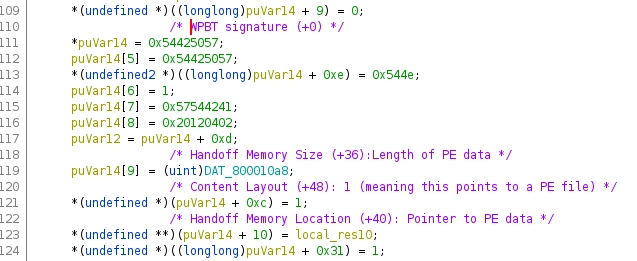 109 *(undefined *)((longlong)puVar14 + 9) = 0;
110 /* WPBT signature (+0) */
111 *puVar14 = 0x54425057;
112 puVar14[5] = 0x54425057;
113 *(undefined2 *)((longlong)puVar14 + 0xe) = 0x544e;
114 puVar14[6] = 1;
115 puVar14[7] = 0x57544241;
116 puVar14[8] = 0x20120402;
117 puVar12 = puVar14 + 0xd;
118 /* Handoff Memory Size (+36):Length of PE data */
119 puVar14[9] = (uint)DAT_800010a8;
120 /* Content Layout (+48): 1 (meaning this points to a PE file) */
121 *(undefined *)(puVar14 + 0xc) = 1;
122 /* Handoff Memory Location (+40): Pointer to PE data */
123 *(undefined **)(puVar14 + 10) = local_res10;
124 *(undefined *)((longlong)puVar14 + 0x31) = 1;